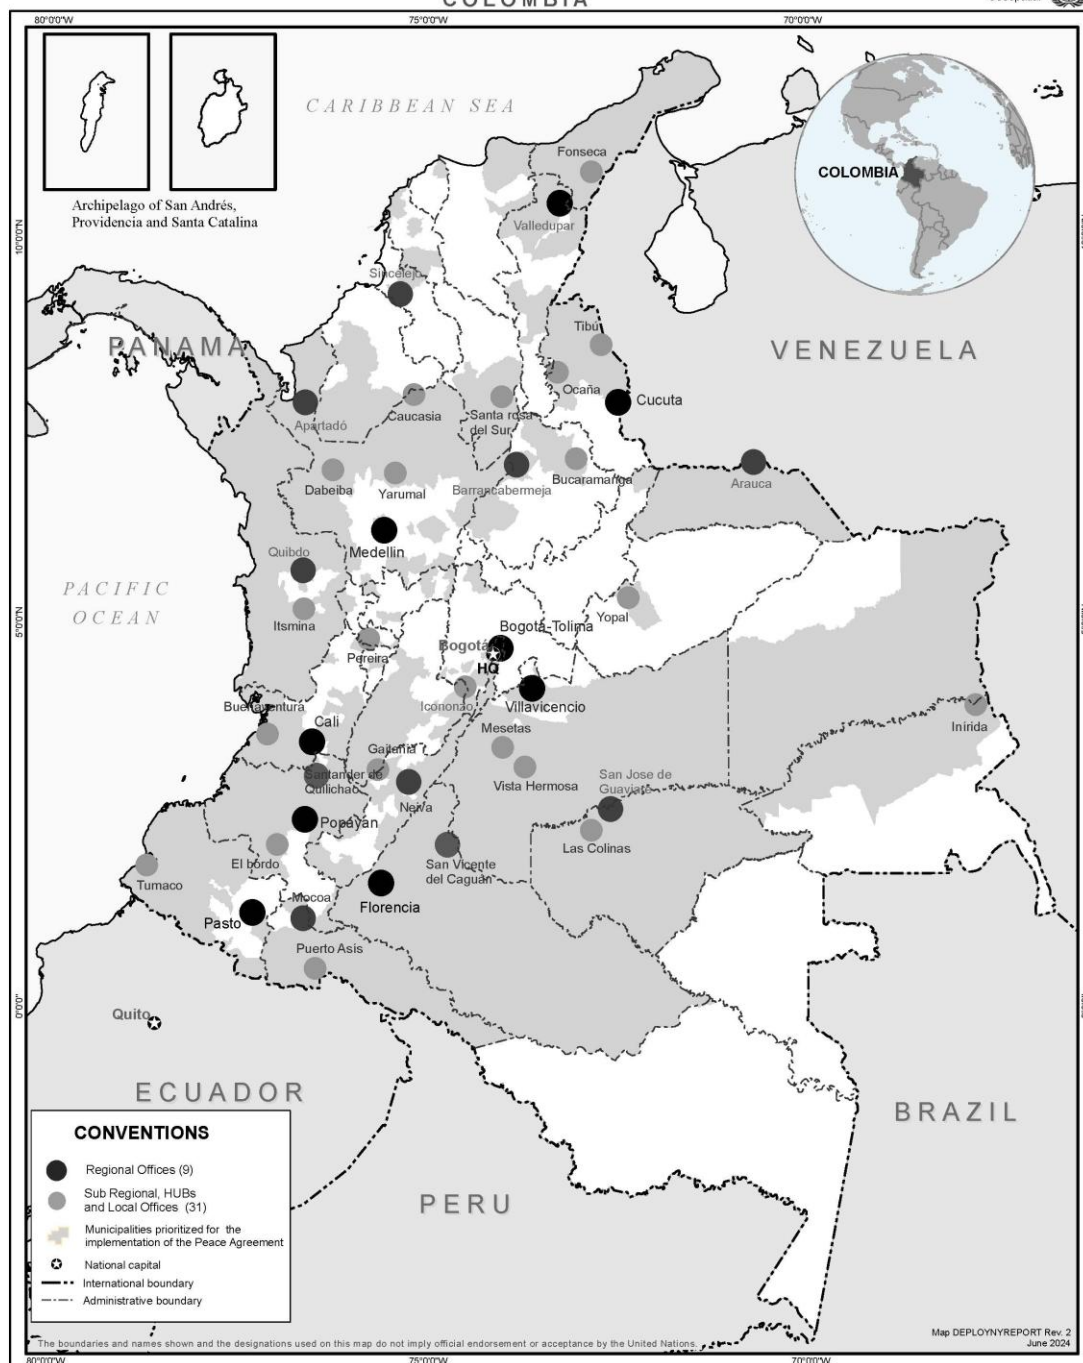 COLOMBIA
80°0'0"W
75°0'0"W
70°0'0"W
CARIBBEAN SEA
Archipelago of San Andrés,
Providencia and Santa Catalina
COLOMBIA
10°0'0"N
Fonseca
Valledupar
Sincelejo
PANAMA
VENEZUELA
Tibú
Ocaña
Cucuta
Apartadó
Caucasia
Santa rosa
del Sur
Dabeiba
Yarumal
Barrancabermeja
Bucaramanga
Arauca
Medellin
Quibdo
PACIFIC
OCEAN
Itsmina
Yopal
5°0'0"N
Pereira
Bogotá-Tolima
Bogotá
HQ
Villavicencio
Icononzo
Buenaventura
Cali
Mesetas
Inirida
Gaitania
Santander de
Quilichao
Neiva
Vista Hermosa
San Jose de
Guaviare
Popayan
Las Colinas
El bordo
San Vicente
del Caguán
Tumaco
Mocoa
Florencia
Pasto
Puerto Asis
0°0'0"
Quito
ECUADOR
BRAZIL
PERU
CONVENTIONS
Regional Offices (9)
Sub Regional, HUBs
and Local Offices (31)
Municipalities prioritized for the
implementation of the Peace Agreement
National capital
International boundary
Administrative boundary
The boundaries and names shown and the designations used on this map do not imply official endorsement or acceptance by the United Nations.
Map DEPLOYNYREPORT Rev. 2
June 2024
80°0'0"W
75°0'0"W
70°0'0"W